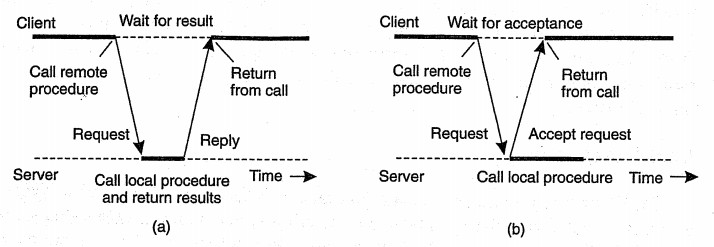 Client
Wait for result
Call remote
procedure
Return
from call
Request
Reply
Server
Call local procedure
and return results
Time
(a)
Client
Wait for acceptance
Call remote
procedure
Return
from call
Request
Accept request
Server
Call local procedure
Time
(b)